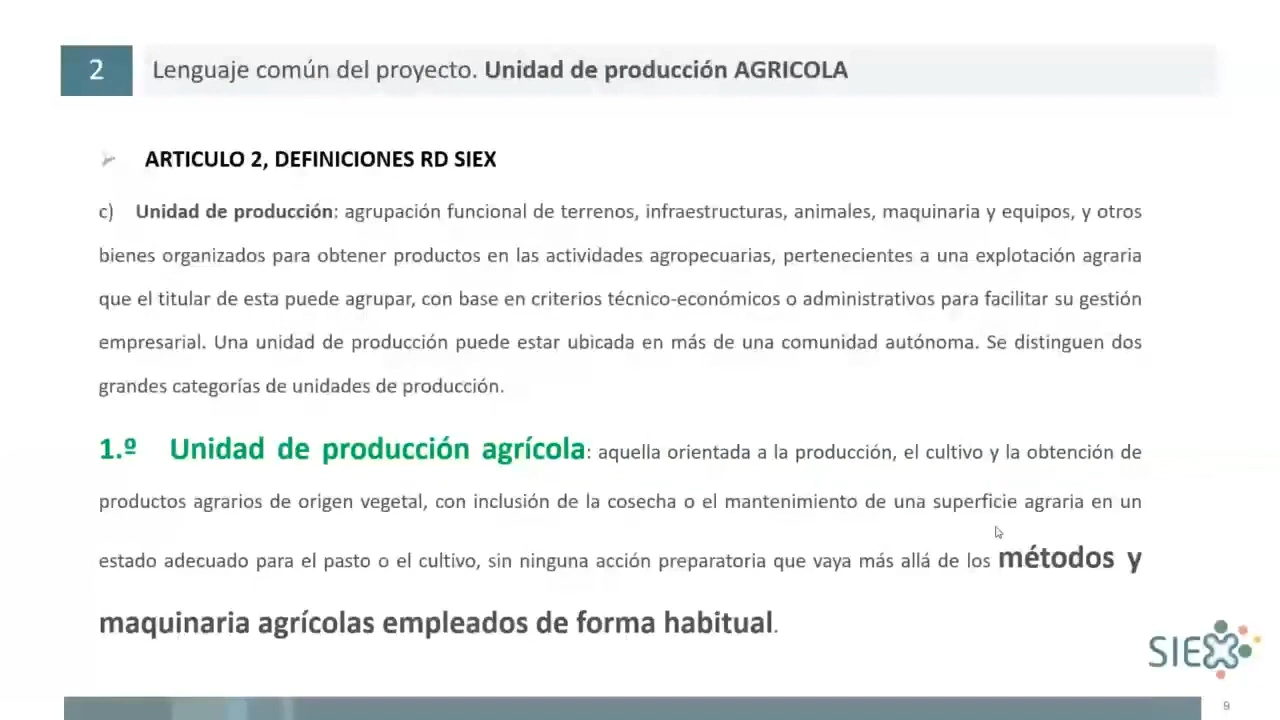 2
Lenguaje común del proyecto. Unidad de producción AGRICOLA
ARTICULO 2, DEFINICIONES RD SIEX
c) Unidad de producción: agrupación funcional de terrenos, infraestructuras, animales, maquinaria y equipos, y otros
bienes organizados para obtener productos en las actividades agropecuarias, pertenecientes a una explotación agraria
que el titular de esta puede agrupar, con base en criterios técnico-económicos o administrativos para facilitar su gestión
empresarial. Una unidad de producción puede estar ubicada en más de una comunidad autónoma. Se distinguen dos
grandes categorías de unidades de producción.
1.º Unidad de producción agrícola: aquella orientada a la producción, el cultivo y la obtención de
productos agrarios de origen vegetal, con inclusión de la cosecha o el mantenimiento de una superficie agraria en un
estado adecuado para el pasto o el cultivo, sin ninguna acción preparatoria que vaya más allá de los métodos y
maquinaria agrícolas empleados de forma habitual.
SIEX
9